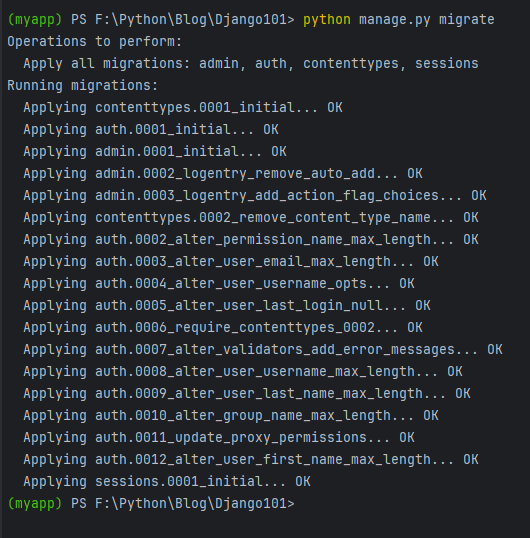 (myapp) PS F:\Python\Blog\Django101> python manage.py migrate
Operations to perform:
  Apply all migrations: admin, auth, contenttypes, sessions
Running migrations:
  Applying contenttypes.0001_initial... OK
  Applying auth.0001_initial... OK
  Applying admin.0001_initial... OK
  Applying admin.0002_logentry_remove_auto_add... OK
  Applying admin.0003_logentry_add_action_flag_choices... OK
  Applying contenttypes.0002_remove_content_type_name... OK
  Applying auth.0002_alter_permission_name_max_length... OK
  Applying auth.0003_alter_user_email_max_length... OK
  Applying auth.0004_alter_user_username_opts... OK
  Applying auth.0005_alter_user_last_login_null... OK
  Applying auth.0006_require_contenttypes_0002... OK
  Applying auth.0007_alter_validators_add_error_messages... OK
  Applying auth.0008_alter_user_username_max_length... OK
  Applying auth.0009_alter_user_last_name_max_length... OK
  Applying auth.0010_alter_group_name_max_length... OK
  Applying auth.0011_update_proxy_permissions... OK
  Applying auth.0012_alter_user_first_name_max_length... OK
  Applying sessions.0001_initial... OK
(myapp) PS F:\Python\Blog\Django101>